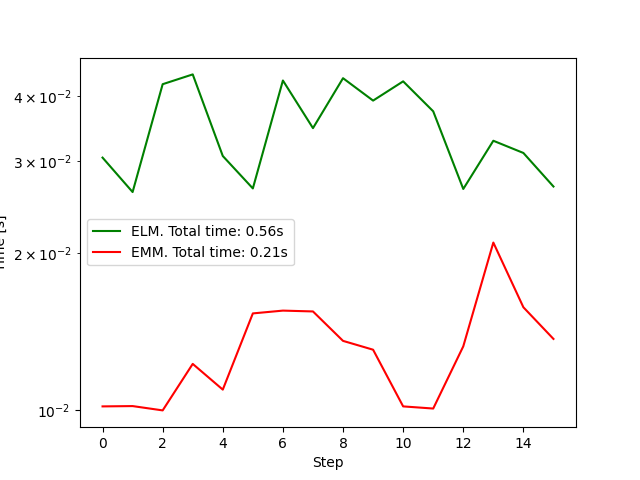 4 × 10⁻²
3 × 10⁻²
2 × 10⁻²
10⁻²
ELM. Total time: 0.56s
EMM. Total time: 0.21s
0 2 4 6 8 10 12 14
Step